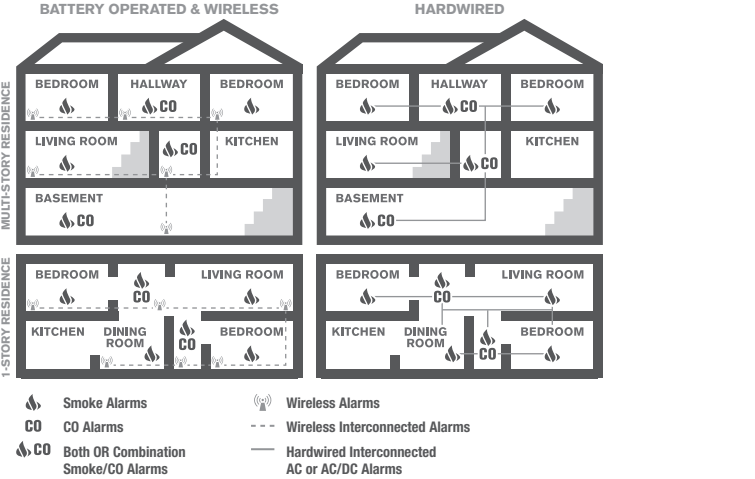 BATTERY OPERATED & WIRELESS
HARDWIRED
MULTI-STORY RESIDENCE
BEDROOM
HALLWAY
BEDROOM
CO
LIVING ROOM
CO
KITCHEN
BASEMENT
CO
BEDROOM
HALLWAY
BEDROOM
CO
LIVING ROOM
CO
KITCHEN
BASEMENT
CO
1-STORY RESIDENCE
BEDROOM
CO
LIVING ROOM
KITCHEN
DINING
ROOM
CO
BEDROOM
BEDROOM
CO
LIVING ROOM
KITCHEN
DINING
ROOM
CO
BEDROOM
Smoke Alarms
CO CO Alarms
CO Both OR Combination
Smoke/CO Alarms
Wireless Alarms
Wireless Interconnected Alarms
Hardwired Interconnected
AC or AC/DC Alarms